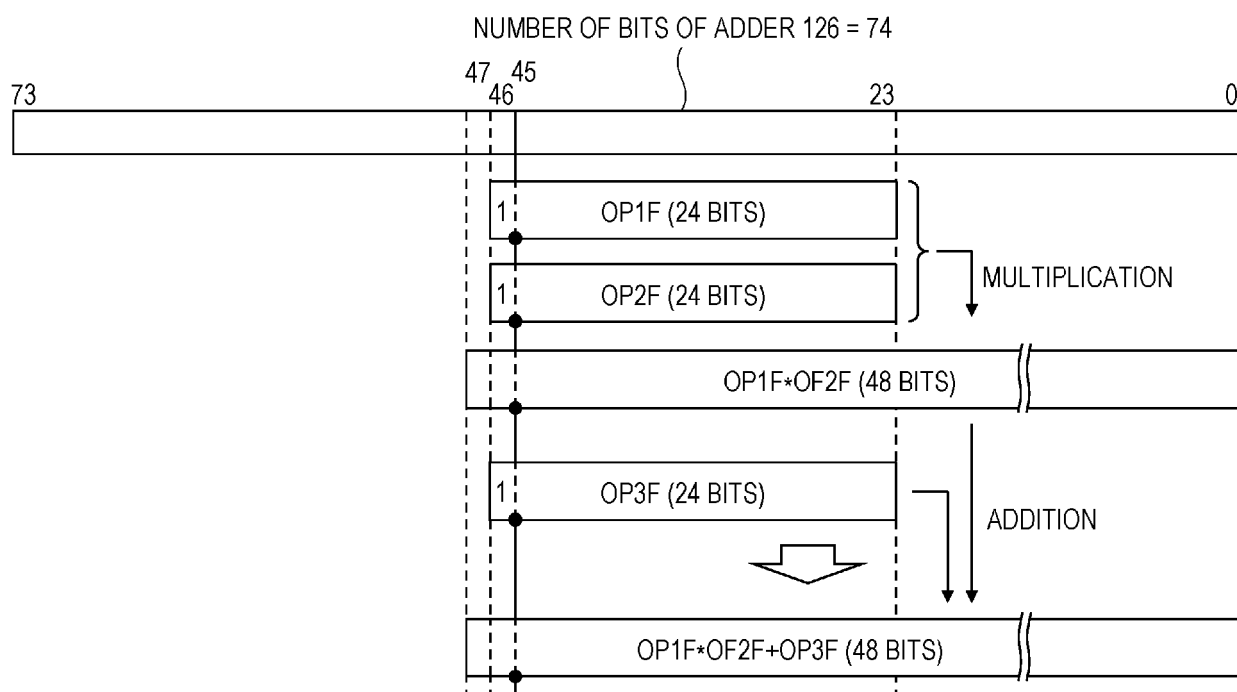 NUMBER OF BITS OF ADDER 126 = 74
73
47
46
45
23
0
1 OP1F (24 BITS)
1 OP2F (24 BITS)
MULTIPLICATION
OP1F*OF2F (48 BITS)
1 OP3F (24 BITS)
ADDITION
OP1F*OF2F+OP3F (48 BITS)